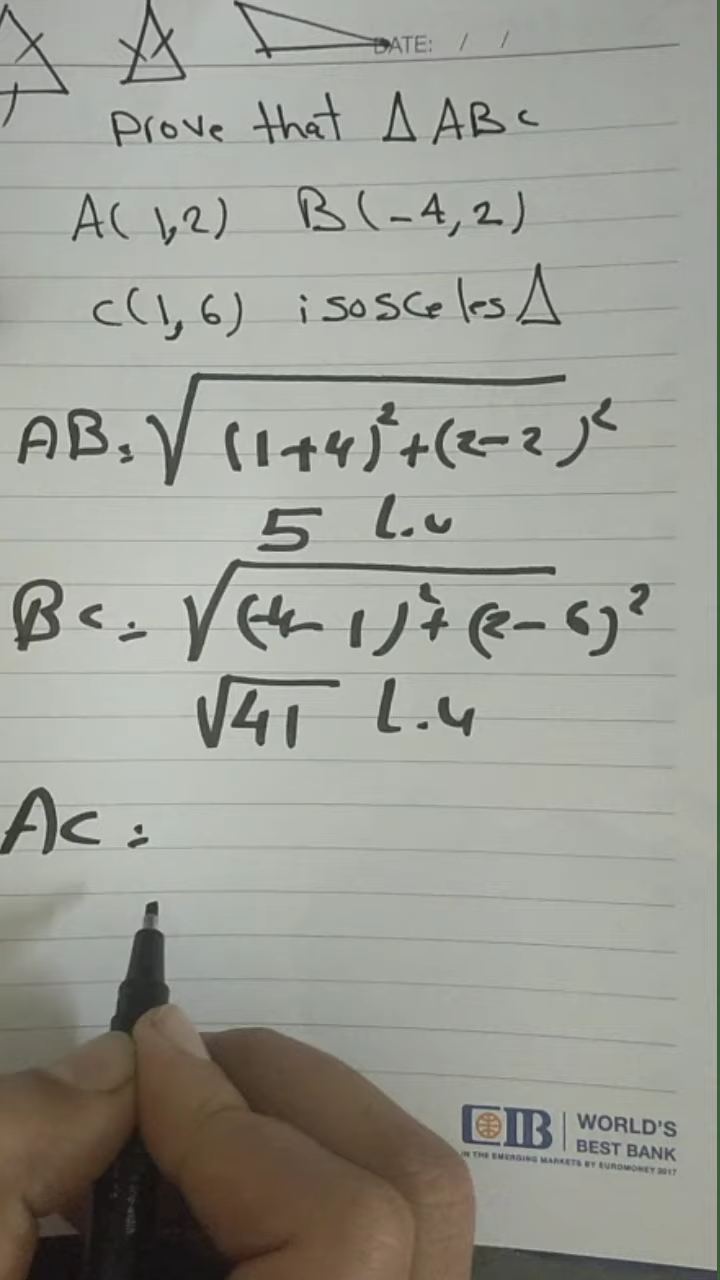 DATE: / /
Prove that Δ ABC
A(1,2) B(-4,2)
C(1,6) isosceles Δ
AB = √(1+4)²+(2-2)²
5 L.u
BC = √(-4-1)²+(2-6)²
√41 L.u
AC =
CIB WORLD'S
BEST BANK
IN THE EMERGING MARKETS BY EUROMONEY 2017